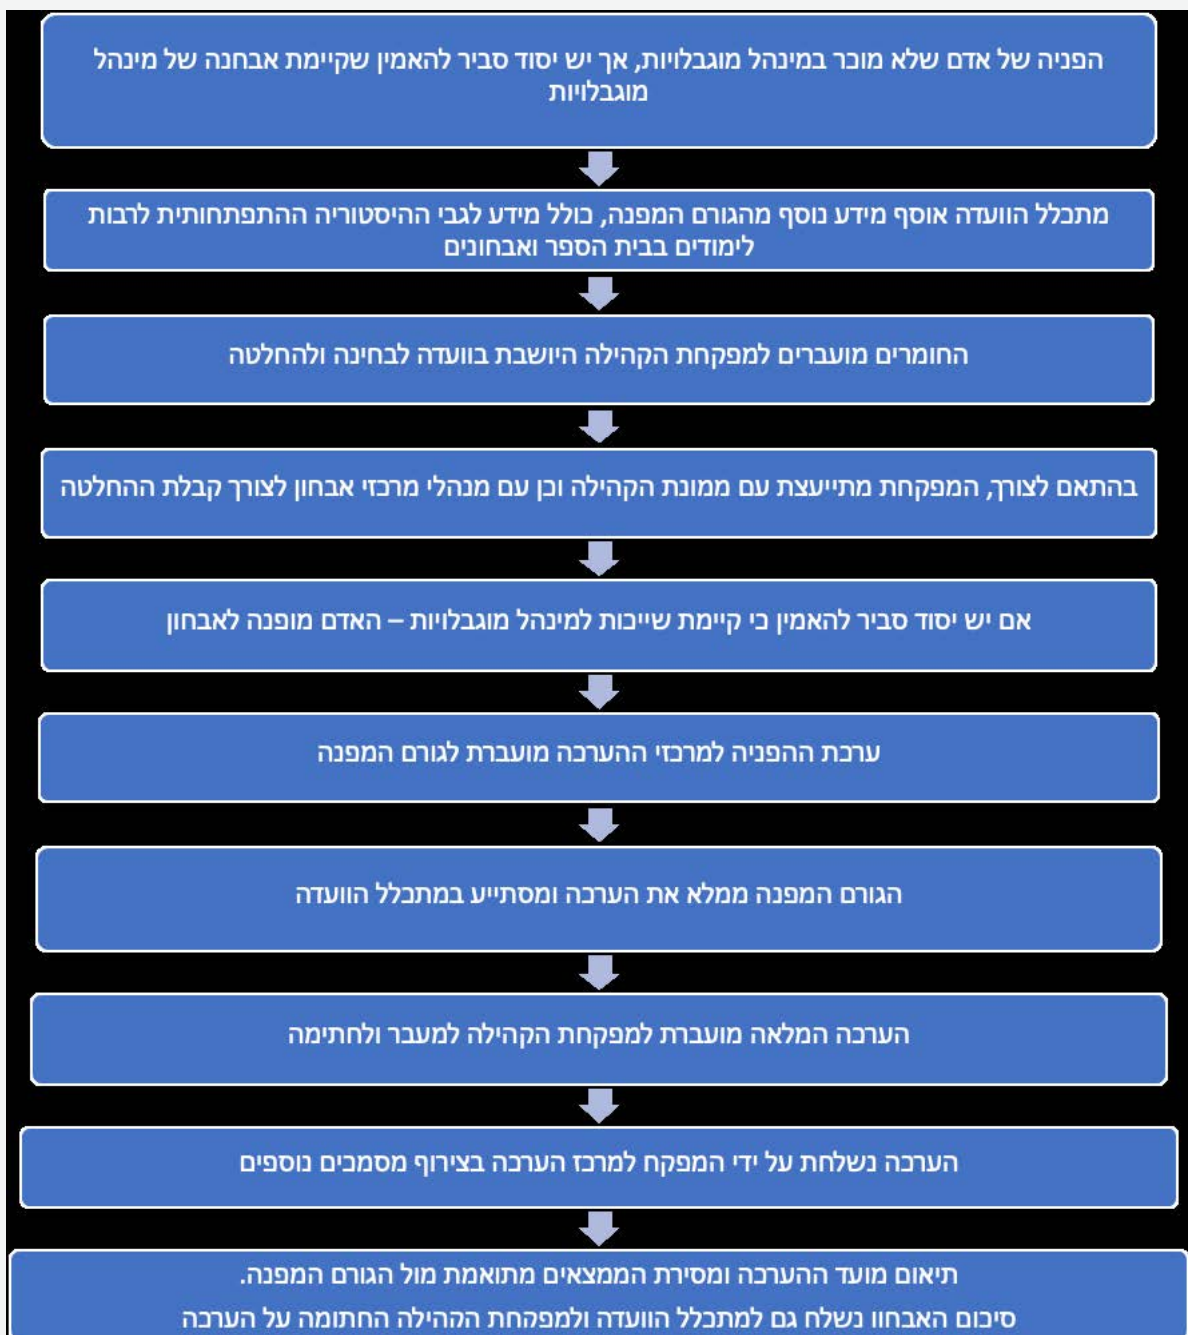 הפניה של אדם שלא מוכר במינהל מוגבלויות, אך יש יסוד סביר להאמין שקיימת אבחנה של מינהל
מוגבלויות
מתכלל הוועדה אוסף מידע נוסף מהגורם המפנה, כולל מידע לגבי ההיסטוריה ההתפתחותית לרבות
לימודים בבית הספר ואבחונים
החומרים מועברים למפקחת הקהילה היושבת בוועדה לבחינה ולהחלטה
בהתאם לצורך, המפקחת מתייעצת עם ממונת הקהילה וכן עם מנהלי מרכזי אבחון לצורך קבלת ההחלטה
אם יש יסוד סביר להאמין כי קיימת שייכות למינהל מוגבלויות – האדם מופנה לאבחון
ערכת ההפניה למרכזי ההערכה מועברת לגורם המפנה
הגורם המפנה ממלא את הערכה ומסתייע במתכלל הוועדה
הערכה המלאה מועברת למפקחת הקהילה למעבר ולחתימה
הערכה נשלחת על ידי המפקח למרכז הערכה בצירוף מסמכים נוספים
תיאום מועד ההערכה ומסירת הממצאים מתואמת מול הגורם המפנה.
סיכום האבחון נשלח גם למתכלל הוועדה ולמפקחת הקהילה החתומה על הערכה